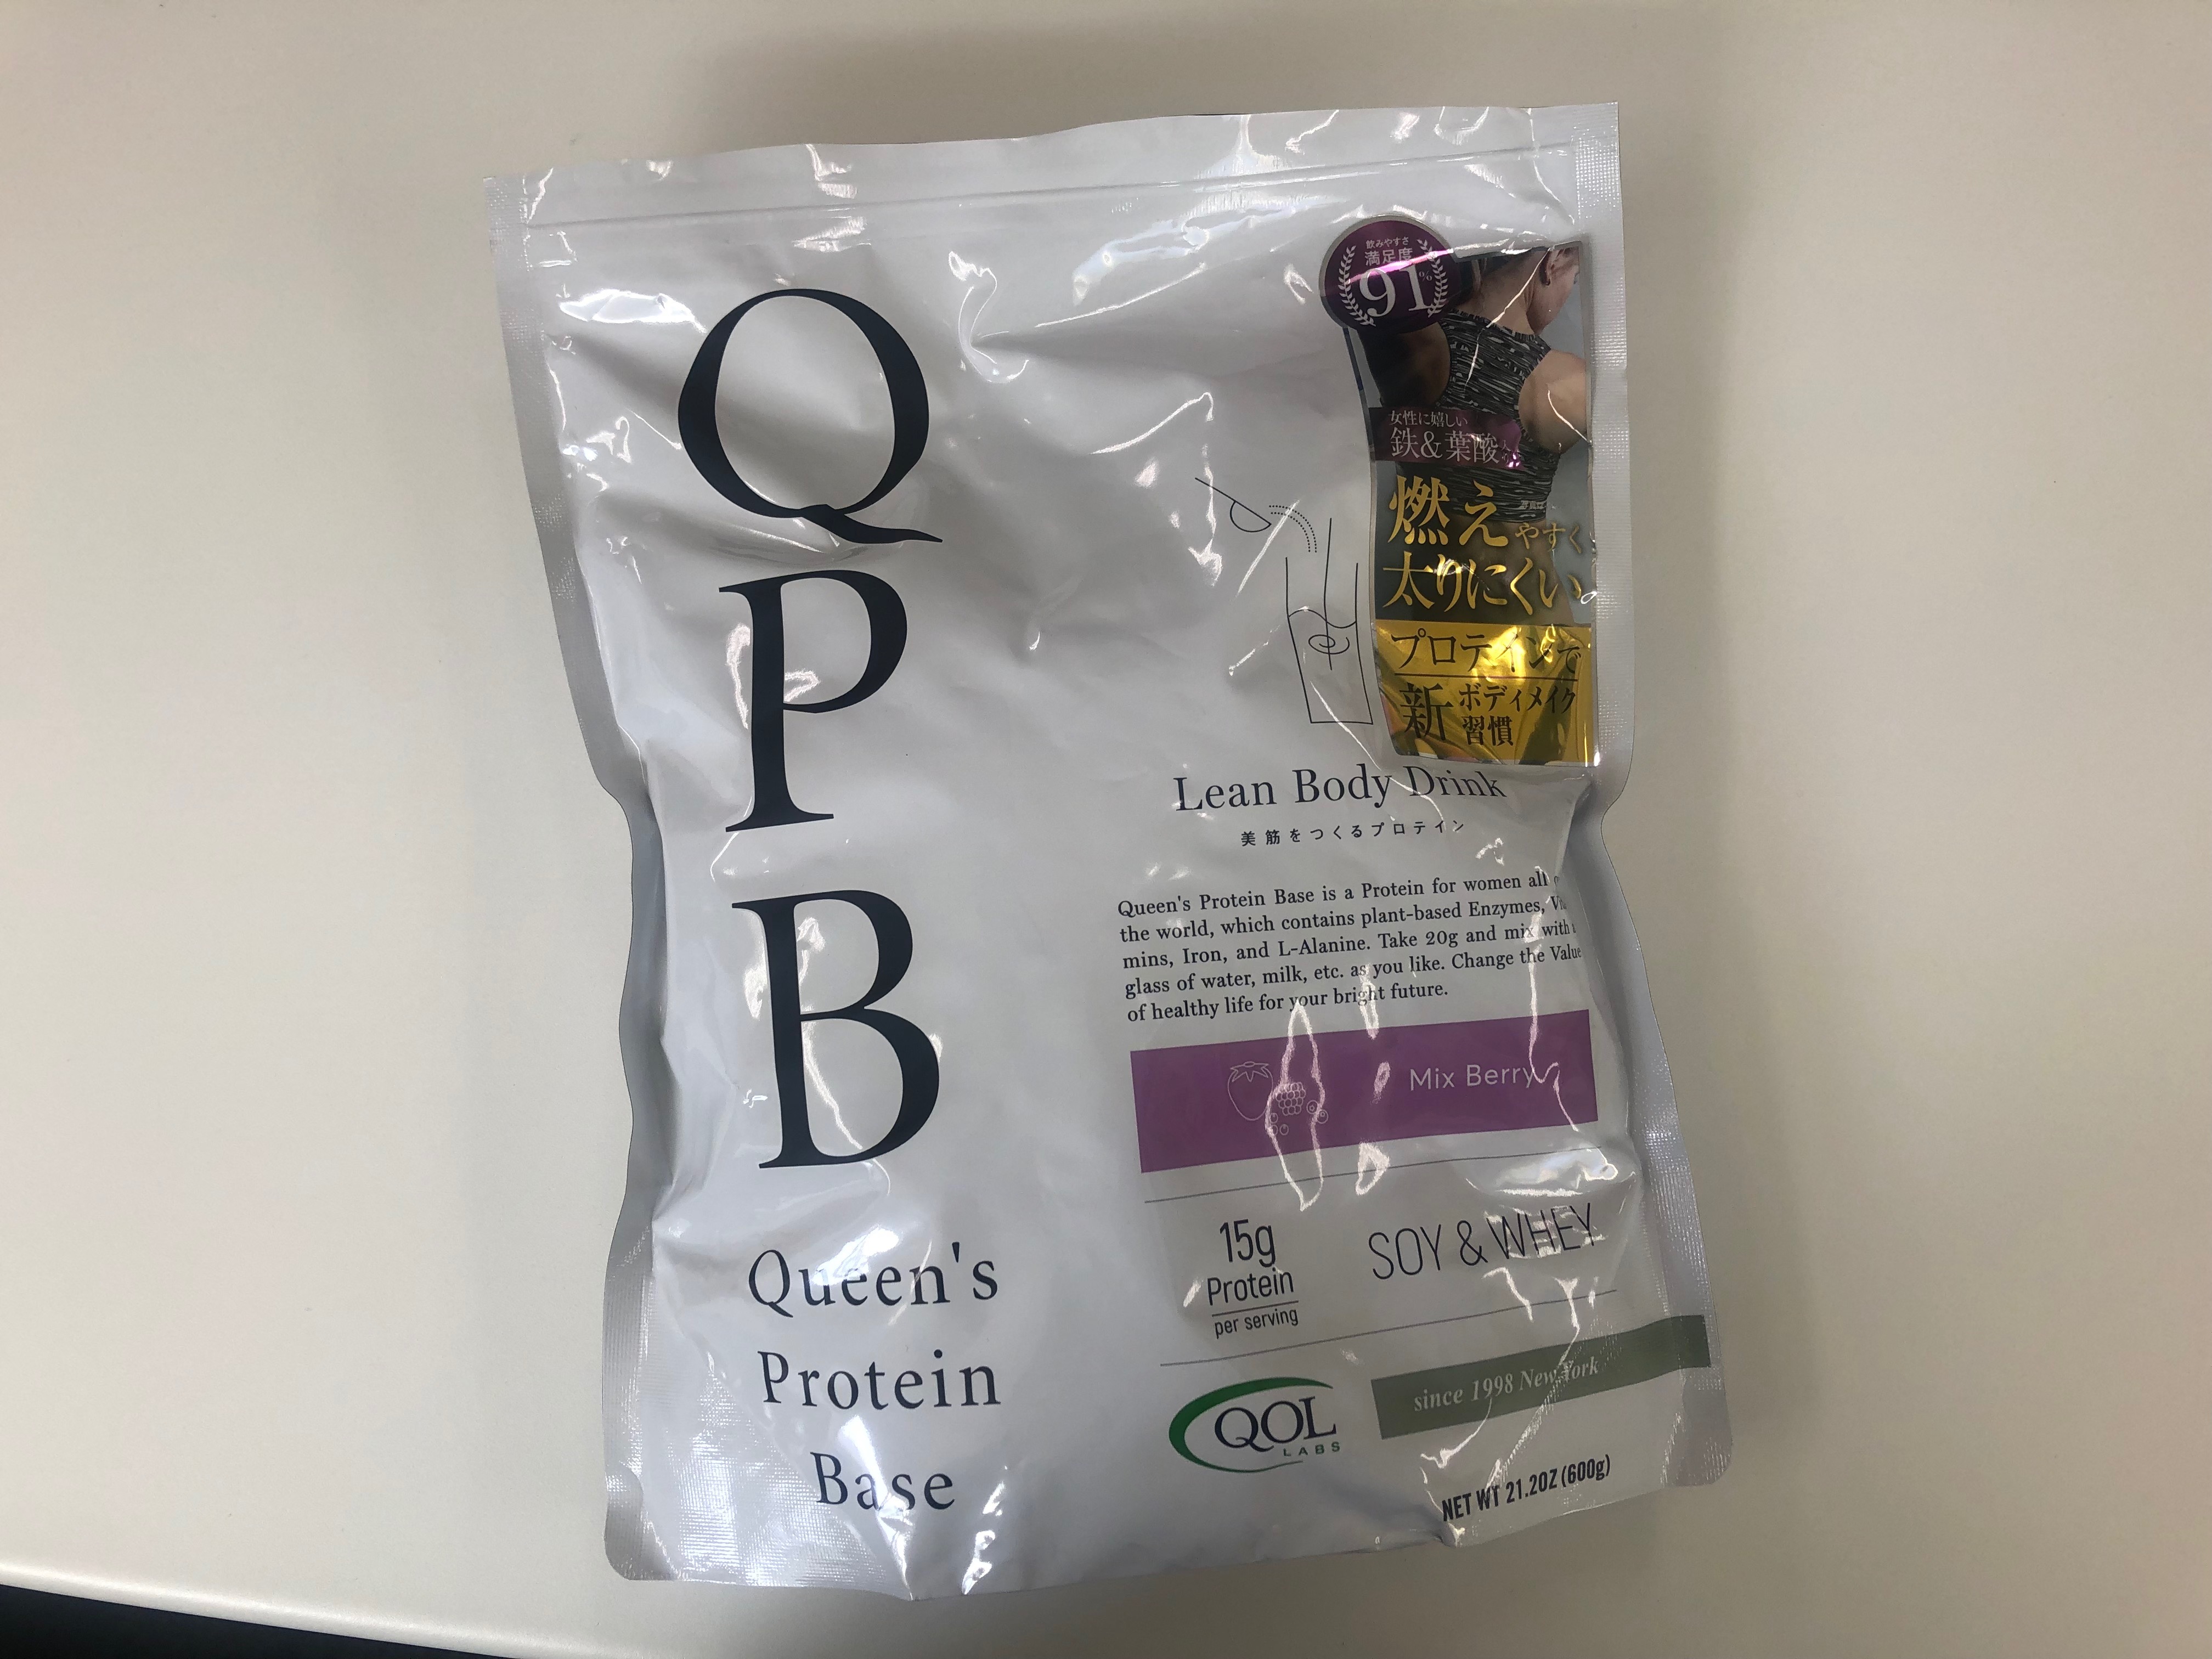 Q
P
B
Queen's
Protein
Base
飲みやすさ
満足度
91%
女性に嬉しい
鉄&葉酸
燃えやすく
太りにくい
プロテインで
新ボディメイク
習慣
Lean Body Drink
美筋をつくるプロテイン
Queen's Protein Base is a Protein for women all
the world, which contains plant-based Enzymes,
mins, Iron, and L-Alanine. Take 20g and mix with
glass of water, milk, etc. as you like. Change the Value
of healthy life for your bright future.
Mix Berry
15g
Protein
per serving
SOY & WHEY
QOL
LABS
since 1998 New York
NET WT 21.2OZ (600g)